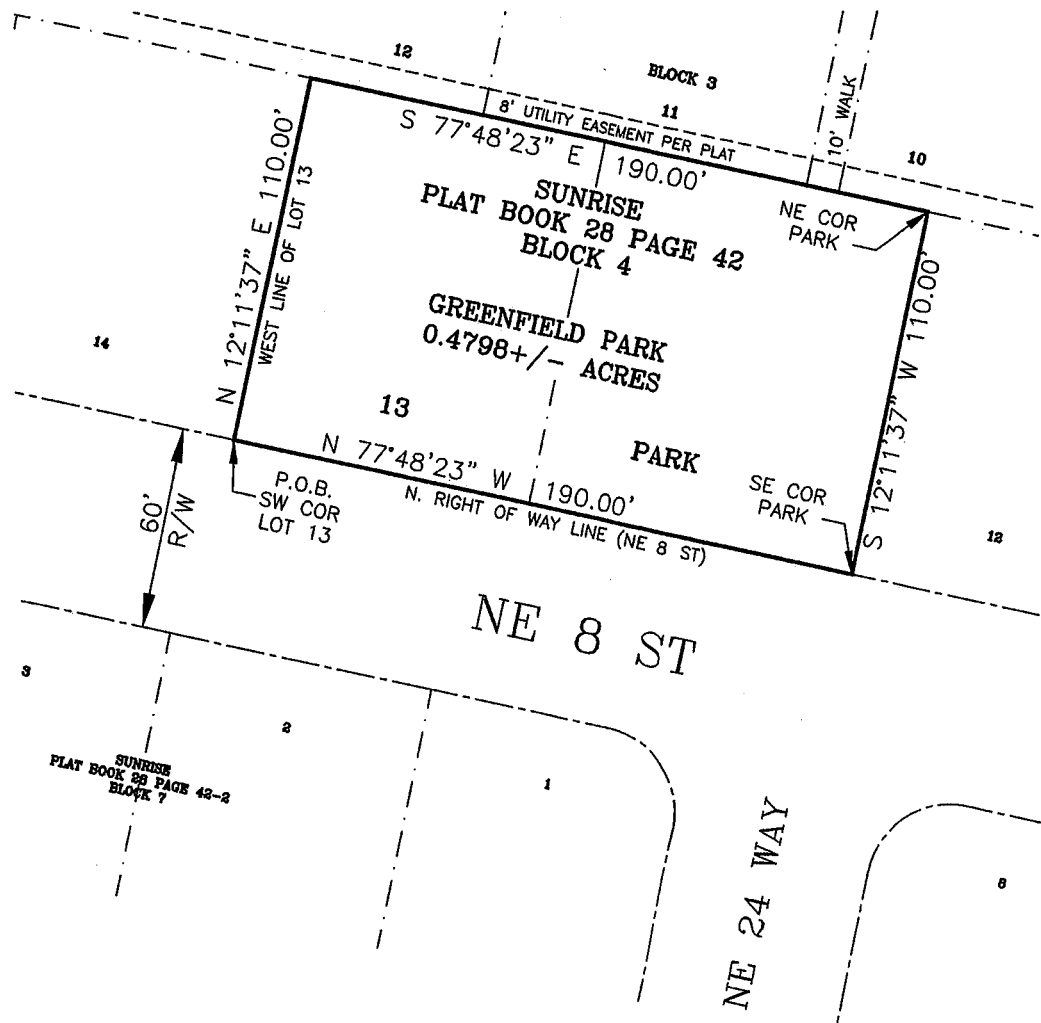 12
BLOCK 3
11
10' WALK
10
8' UTILITY EASEMENT PER PLAT
S 77°48'23" E
190.00'
SUNRISE
PLAT BOOK 28 PAGE 42
BLOCK 4
NE COR
PARK
N 12°11'37" E 110.00'
WEST LINE OF LOT 13
GREENFIELD PARK
0.4798+/- ACRES
S 12°11'37" W 110.00'
14
13
PARK
N 77°48'23" W
190.00'
N. RIGHT OF WAY LINE (NE 8 ST)
P.O.B.
SW COR
LOT 13
SE COR
PARK
12
60'
R/W
NE 8 ST
3
2
1
SUNRISE
PLAT BOOK 28 PAGE 42-2
BLOCK 7
NE 24 WAY
8